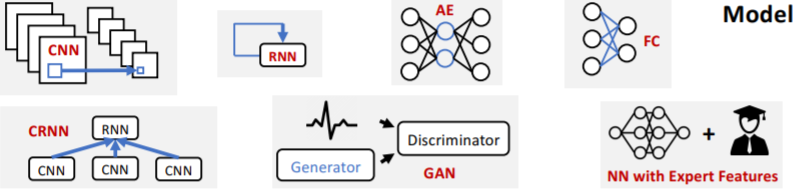 Model
CNN
RNN
AE
FC
CRNN
RNN
CNN
CNN
CNN
Generator
Discriminator
GAN
+
NN with Expert Features